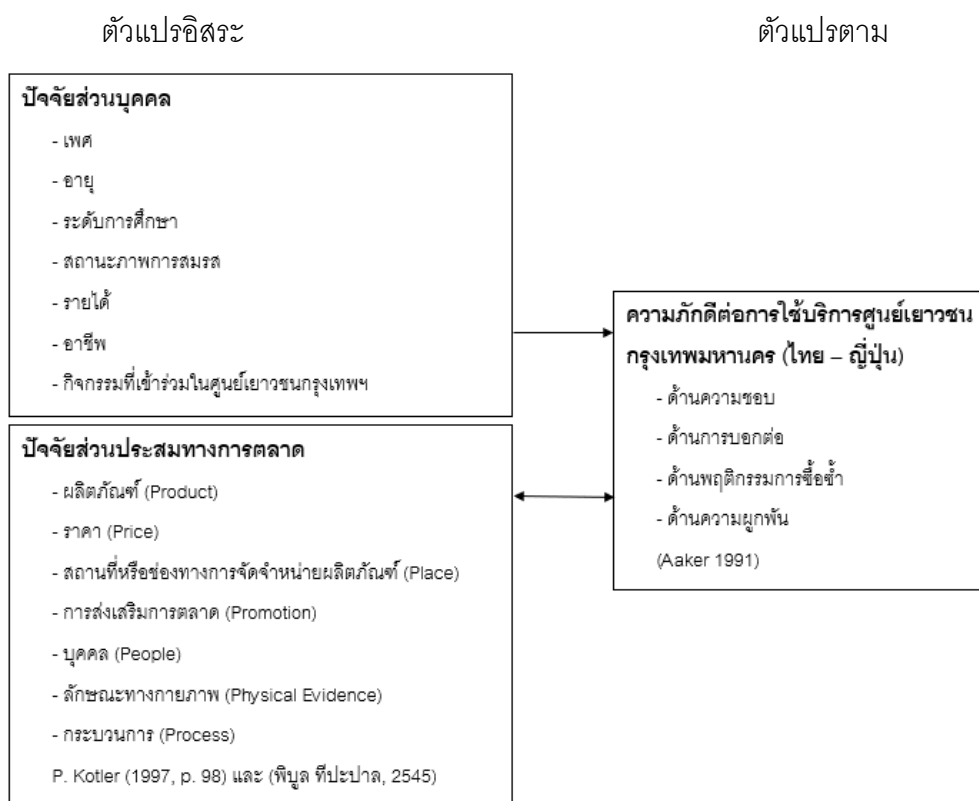 ตัวแปรอิสระ
ตัวแปรตาม
ปัจจัยส่วนบุคคล
- เพศ
- อายุ
- ระดับการศึกษา
- สถานะภาพการสมรส
- รายได้
- อาชีพ
- กิจกรรมที่เข้าร่วมในศูนย์เยาวชนกรุงเทพฯ
ปัจจัยส่วนประสมทางการตลาด
- ผลิตภัณฑ์ (Product)
- ราคา (Price)
- สถานที่หรือช่องทางการจัดจำหน่ายผลิตภัณฑ์ (Place)
- การส่งเสริมการตลาด (Promotion)
- บุคคล (People)
- ลักษณะทางกายภาพ (Physical Evidence)
- กระบวนการ (Process)
P. Kotler (1997, p. 98) และ (พิบูล ทีปะปาล, 2545)
ความภักดีต่อการใช้บริการศูนย์เยาวชน
กรุงเทพมหานคร (ไทย – ญี่ปุ่น)
- ด้านความชอบ
- ด้านการบอกต่อ
- ด้านพฤติกรรมการซื้อซ้ำ
- ด้านความผูกพัน
(Aaker 1991)